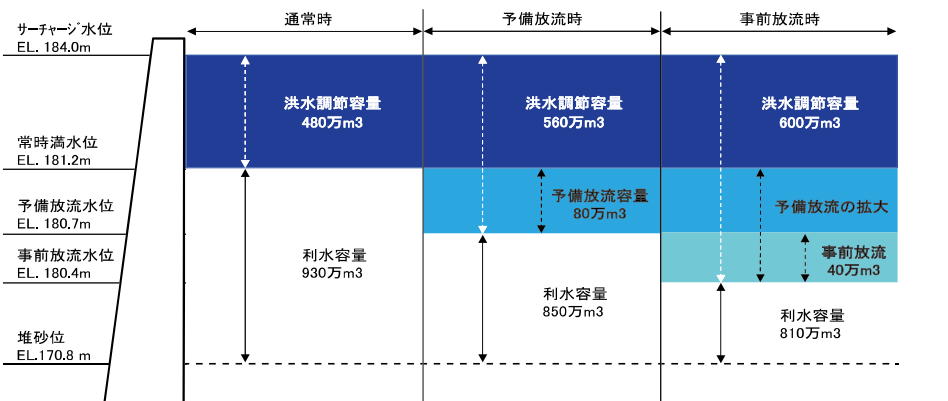 通常時
予備放流時
事前放流時
サーチャージ水位
EL. 184.0m
洪水調節容量
480万m3
洪水調節容量
560万m3
洪水調節容量
600万m3
常時満水位
EL. 181.2m
予備放流水位
EL. 180.7m
予備放流容量
80万m3
予備放流の拡大
事前放流水位
EL. 180.4m
利水容量
930万m3
事前放流
40万m3
利水容量
850万m3
利水容量
810万m3
堆砂位
EL.170.8 m